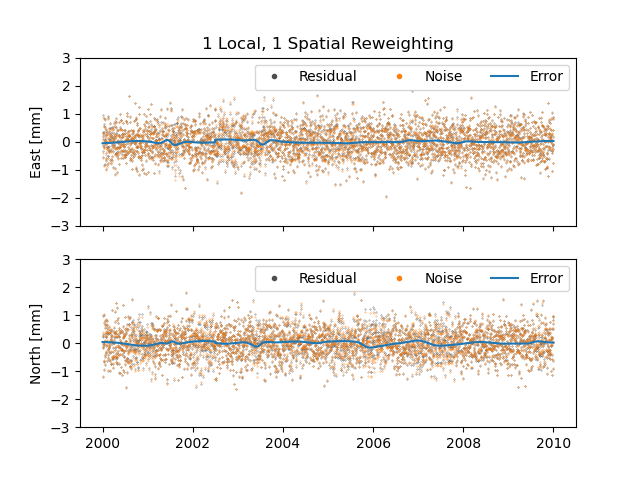 1 Local, 1 Spatial Reweighting
3
2
1
0
−1
−2
−3
East [mm]
Residual Noise Error
3
2
1
0
−1
−2
−3
North [mm]
Residual Noise Error
2000 2002 2004 2006 2008 2010